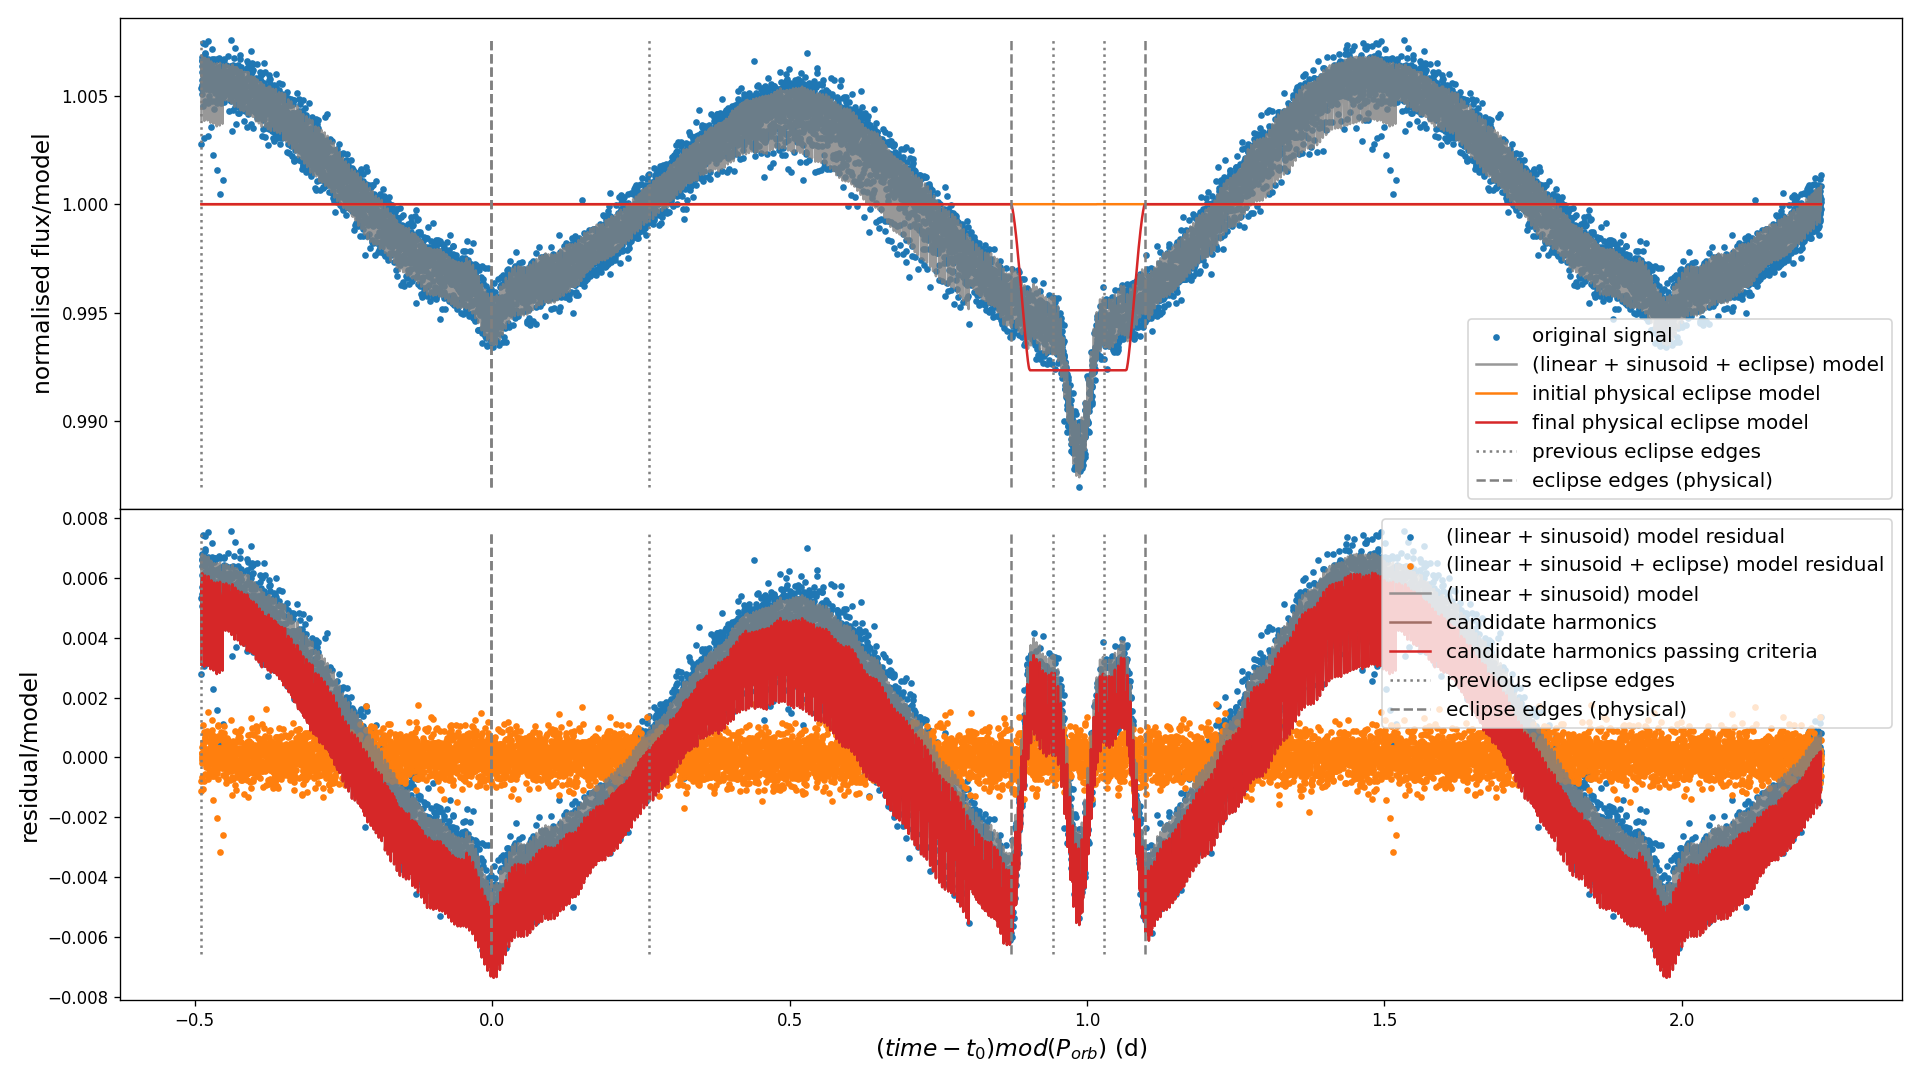 normalised flux/model
1.005
1.000
0.995
0.990
original signal
(linear + sinusoid + eclipse) model
initial physical eclipse model
final physical eclipse model
previous eclipse edges
eclipse edges (physical)
residual/model
0.008
0.006
0.004
0.002
0.000
−0.002
−0.004
−0.006
−0.008
(linear + sinusoid) model residual
(linear + sinusoid + eclipse) model residual
(linear + sinusoid) model
candidate harmonics
candidate harmonics passing criteria
previous eclipse edges
eclipse edges (physical)
−0.5 0.0 0.5 1.0 1.5 2.0
(time − t₀)mod(P_orb) (d)